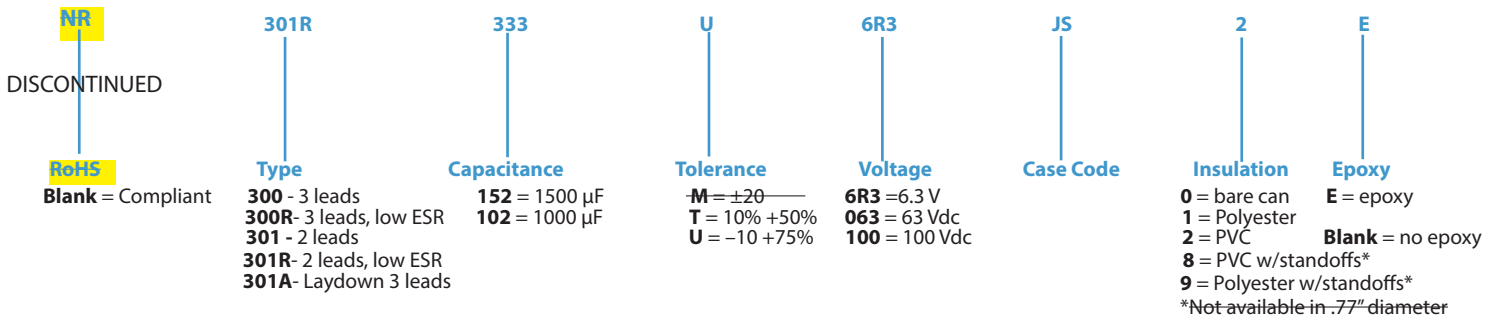 NR 301R 333 U 6R3 JS 2 E
DISCONTINUED
RoHS Type Capacitance Tolerance Voltage Case Code Insulation Epoxy
Blank = Compliant
300 - 3 leads
300R- 3 leads, low ESR
301 - 2 leads
301R- 2 leads, low ESR
301A- Laydown 3 leads
152 = 1500 µF
102 = 1000 µF
M = ±20
T = 10% +50%
U = –10 +75%
6R3 =6.3 V
063 = 63 Vdc
100 = 100 Vdc
0 = bare can
1 = Polyester
2 = PVC
8 = PVC w/standoffs*
9 = Polyester w/standoffs*
*Not available in .77” diameter
E = epoxy
Blank = no epoxy